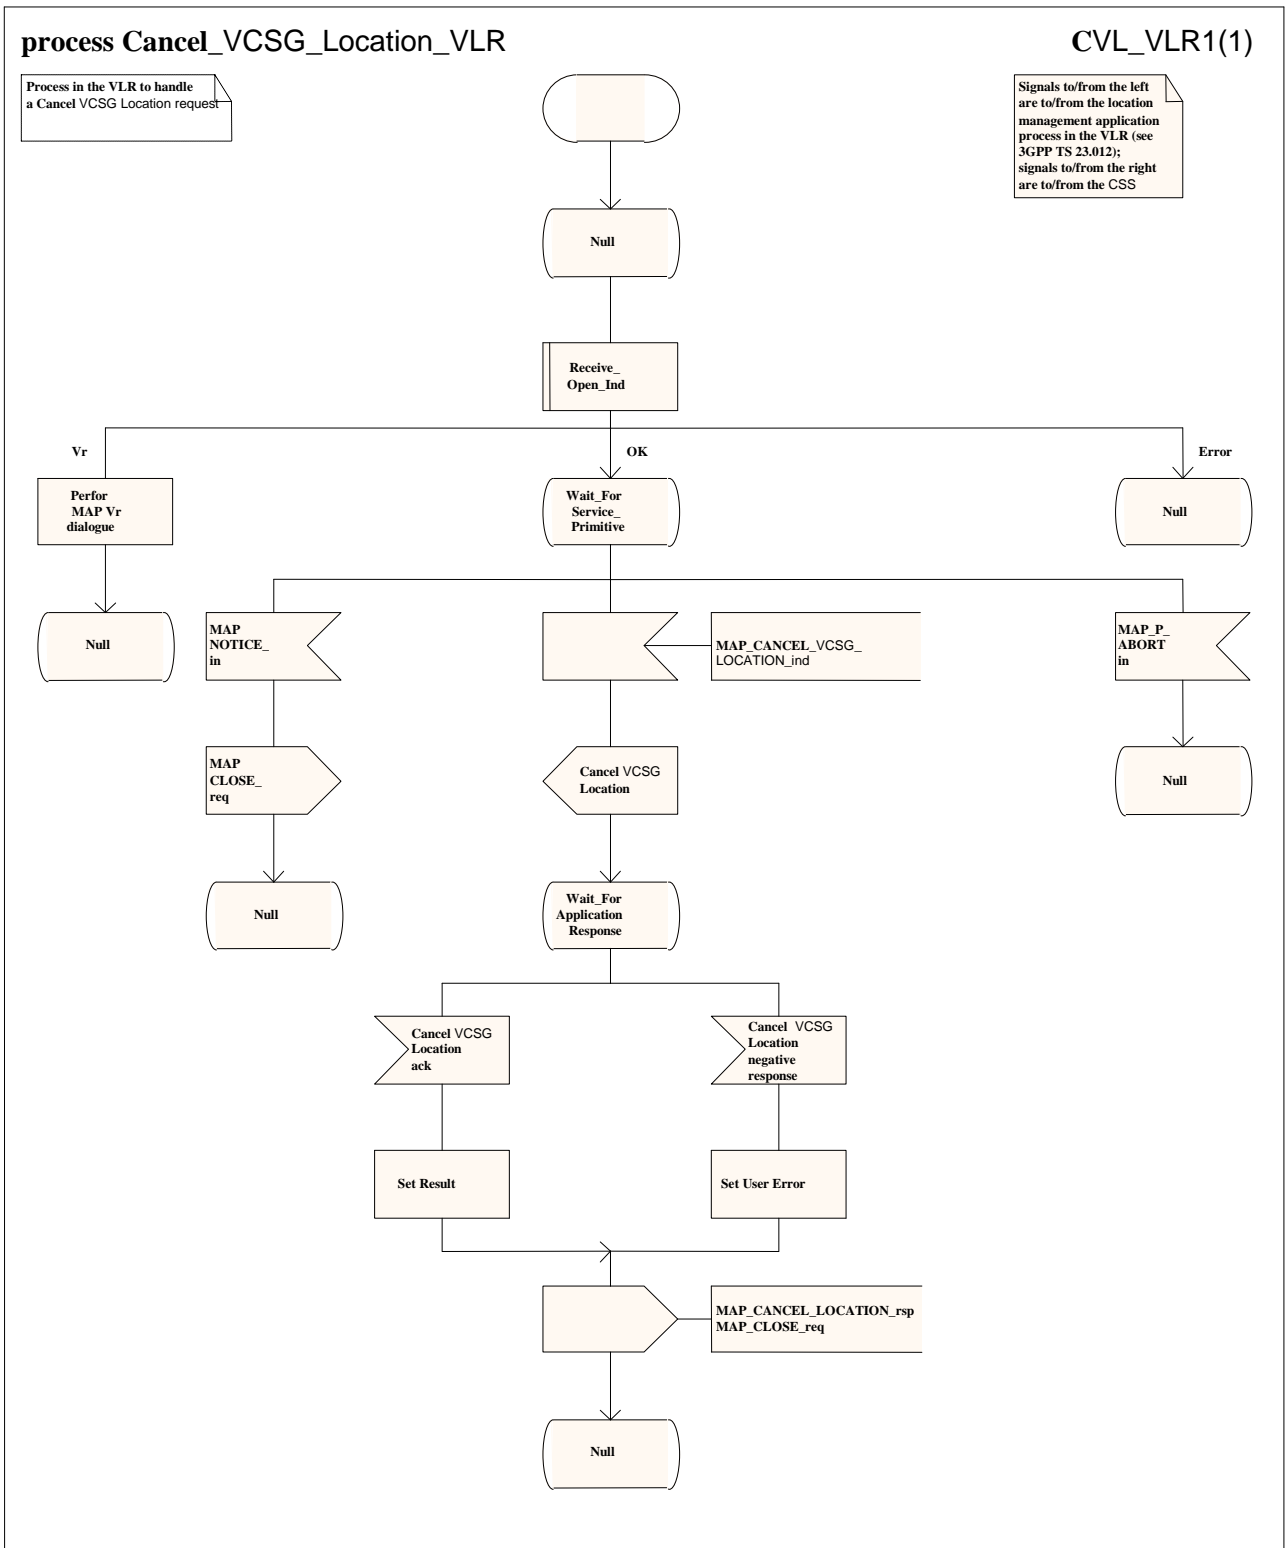 process Cancel_VCSG_Location_VLR
CVL_VLR1(1)
Process in the VLR to handle
a Cancel VCSG Location request
Signals to/from the left
are to/from the location
management application
process in the VLR (see
3GPP TS 23.012);
signals to/from the right
are to/from the CSS
Null
Receive_
Open_Ind
Vr
OK
Error
Perfor
MAP Vr
dialogue
Wait_For
Service_
Primitive
Null
Null
MAP
NOTICE_
in
MAP_CANCEL_VCSG_
LOCATION_ind
MAP_P_
ABORT
in
MAP
CLOSE_
req
Cancel VCSG
Location
Null
Null
Wait_For
Application
Response
Cancel VCSG
Location
ack
Cancel VCSG
Location
negative
response
Set Result
Set User Error
MAP_CANCEL_LOCATION_rsp
MAP_CLOSE_req
Null